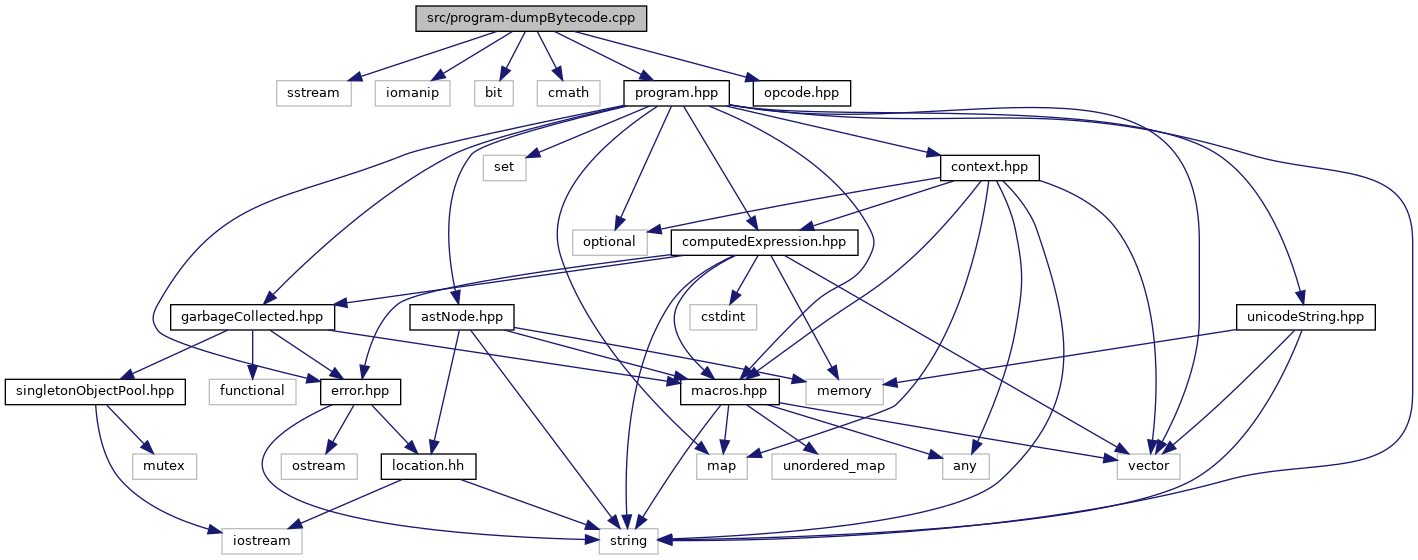 src/program-dumpBytecode.cpp
sstream
iomanip
bit
cmath
program.hpp
opcode.hpp
set
context.hpp
optional
computedExpression.hpp
garbageCollected.hpp
astNode.hpp
cstdint
unicodeString.hpp
singletonObjectPool.hpp
functional
error.hpp
macros.hpp
memory
mutex
ostream
location.hh
map
unordered_map
any
vector
iostream
string